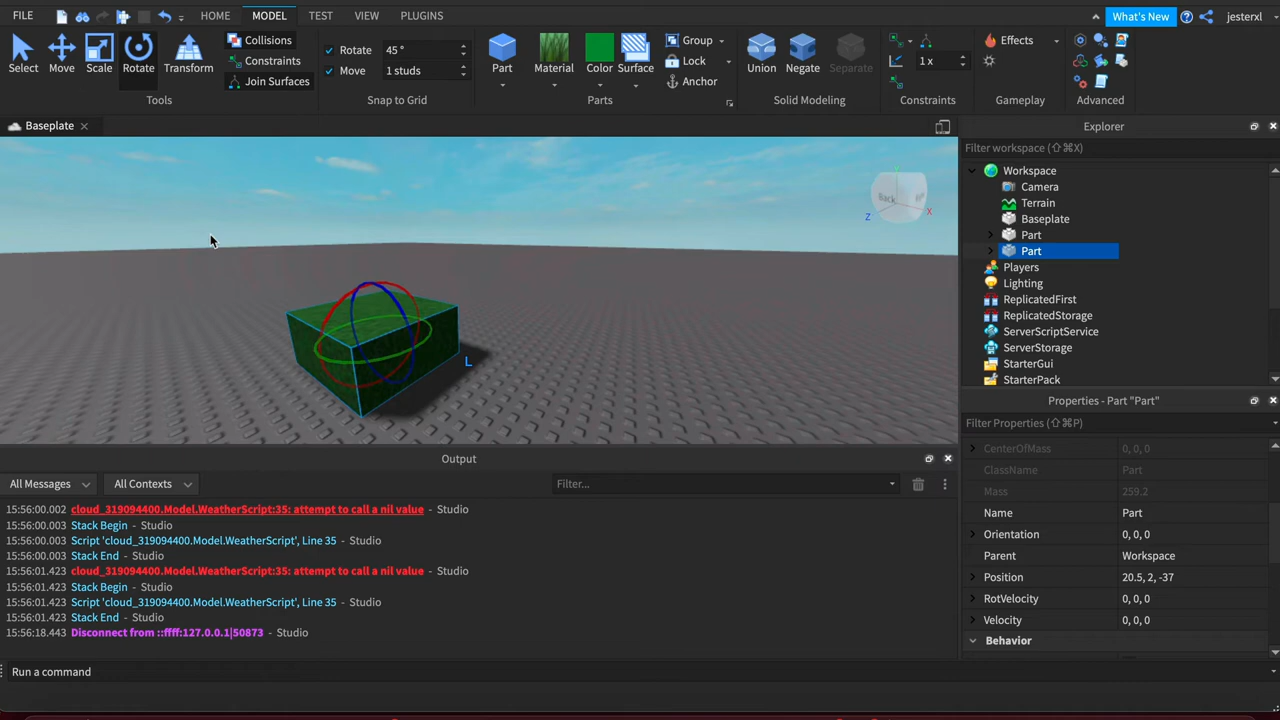 FILE HOME MODEL TEST VIEW PLUGINS What's New jesterxl
Select Move Scale Rotate Transform
Collisions
Constraints
Join Surfaces
Rotate 45 °
Move 1 studs
Part Material Color Surface
Group
Lock
Anchor
Union Negate Separate
1 x
Effects
Tools Snap to Grid Parts Solid Modeling Constraints Gameplay Advanced
Baseplate
Back
Y
Z
X
L
Explorer
Filter workspace (⇧⌘X)
Workspace
Camera
Terrain
Baseplate
Part
Part
Players
Lighting
ReplicatedFirst
ReplicatedStorage
ServerScriptService
ServerStorage
StarterGui
StarterPack
Properties - Part "Part"
Filter Properties (⇧⌘P)
CenterOfMass 0, 0, 0
ClassName Part
Mass 259.2
Name Part
Orientation 0, 0, 0
Parent Workspace
Position 20.5, 2, -37
RotVelocity 0, 0, 0
Velocity 0, 0, 0
Behavior
Output
All Messages All Contexts Filter...
15:56:00.002 cloud_319094400.Model.WeatherScript:35: attempt to call a nil value - Studio
15:56:00.003 Stack Begin - Studio
15:56:00.003 Script 'cloud_319094400.Model.WeatherScript', Line 35 - Studio
15:56:00.003 Stack End - Studio
15:56:01.423 cloud_319094400.Model.WeatherScript:35: attempt to call a nil value - Studio
15:56:01.423 Stack Begin - Studio
15:56:01.423 Script 'cloud_319094400.Model.WeatherScript', Line 35 - Studio
15:56:01.423 Stack End - Studio
15:56:18.443 Disconnect from ::ffff:127.0.0.1|50873 - Studio
Run a command